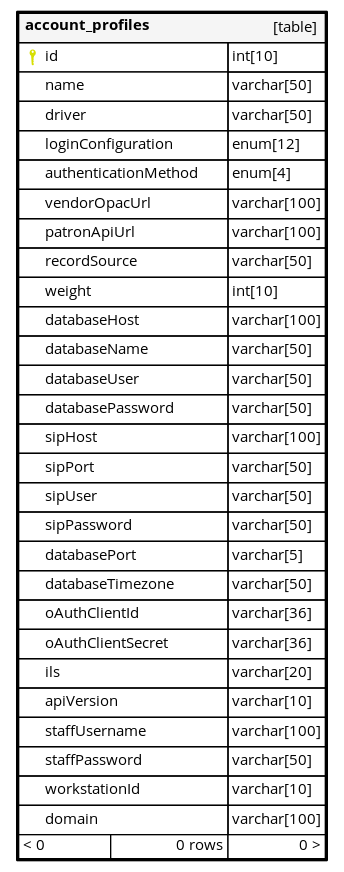 account_profiles [table]
id int[10]
name varchar[50]
driver varchar[50]
loginConfiguration enum[12]
authenticationMethod enum[4]
vendorOpacUrl varchar[100]
patronApiUrl varchar[100]
recordSource varchar[50]
weight int[10]
databaseHost varchar[100]
databaseName varchar[50]
databaseUser varchar[50]
databasePassword varchar[50]
sipHost varchar[100]
sipPort varchar[50]
sipUser varchar[50]
sipPassword varchar[50]
databasePort varchar[5]
databaseTimezone varchar[50]
oAuthClientId varchar[36]
oAuthClientSecret varchar[36]
ils varchar[20]
apiVersion varchar[10]
staffUsername varchar[100]
staffPassword varchar[50]
workstationId varchar[10]
domain varchar[100]
< 0 0 rows 0 >